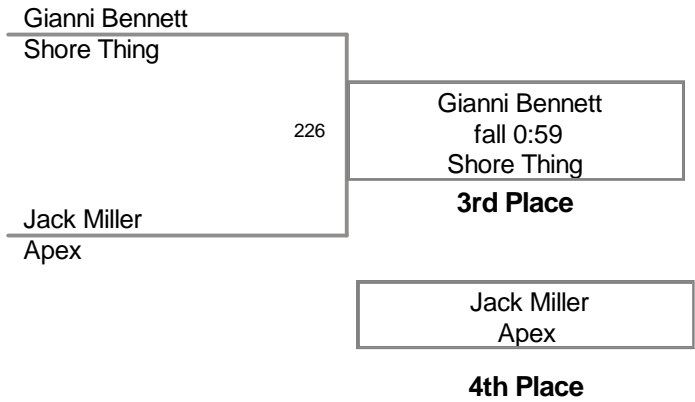 Gianni Bennett
Shore Thing
226
Gianni Bennett
fall 0:59
Shore Thing
3rd Place
Jack Miller
Apex
Jack Miller
Apex
4th Place